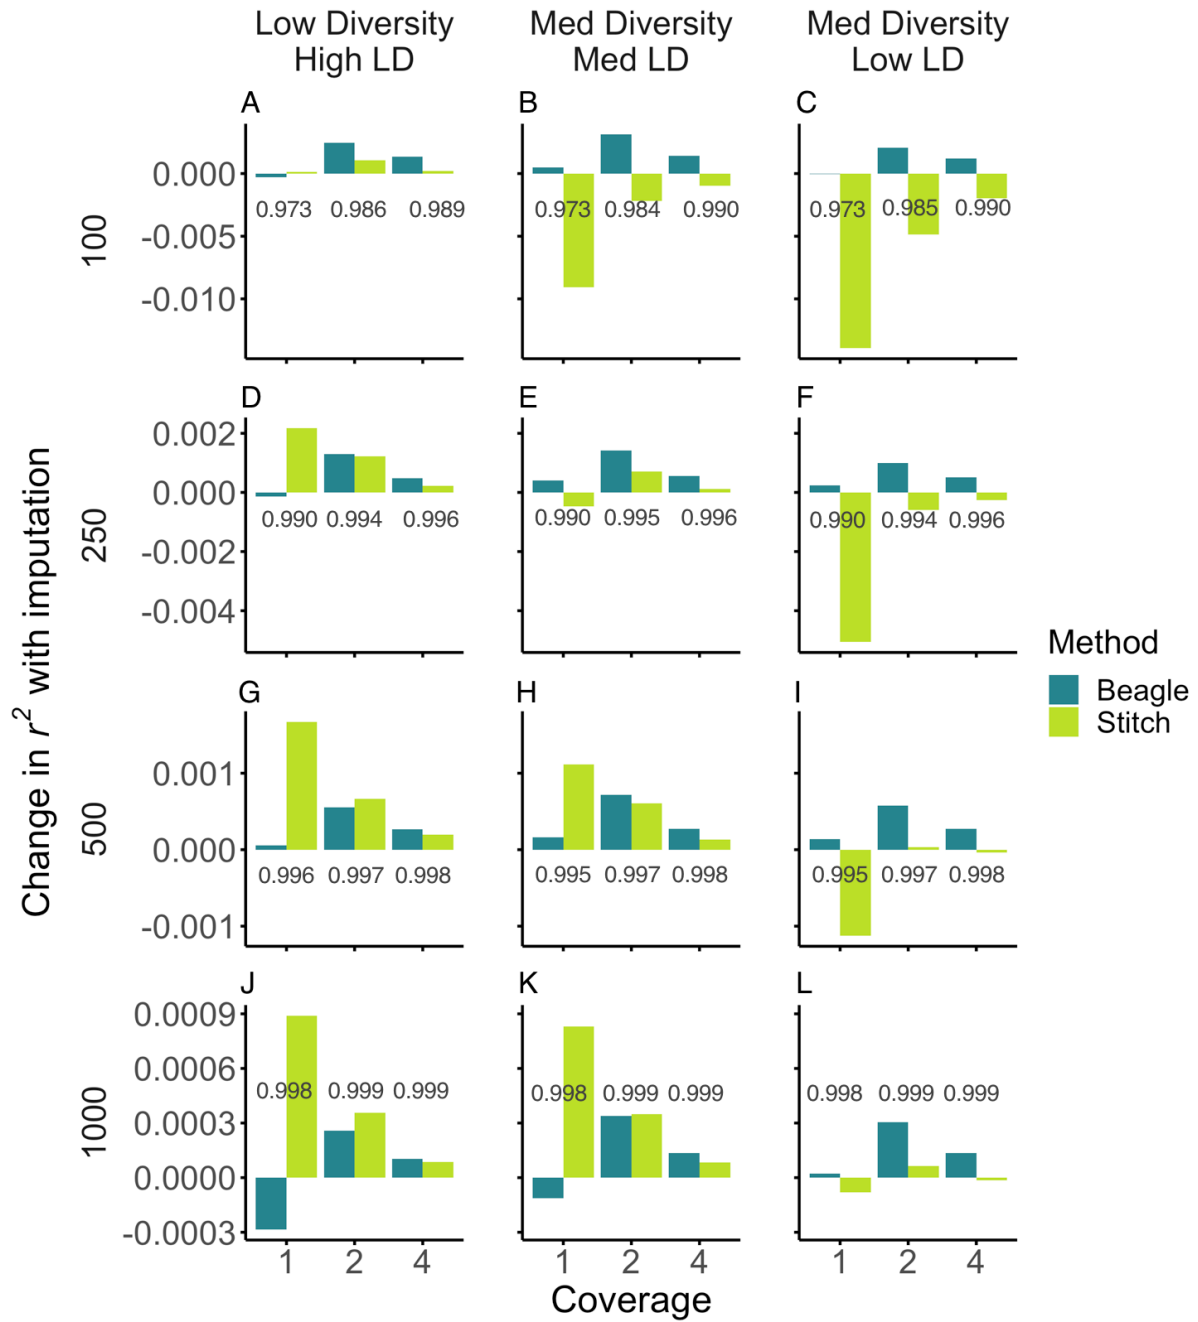 Low Diversity
High LD
Med Diversity
Med LD
Med Diversity
Low LD
A
B
C
0.000
-0.005
-0.010
0.973 0.986 0.989
0.973 0.984 0.990
0.973 0.985 0.990
100
D
E
F
0.002
0.000
-0.002
-0.004
0.990 0.994 0.996
0.990 0.995 0.996
0.990 0.994 0.996
250
G
H
I
0.001
0.000
-0.001
0.996 0.997 0.998
0.995 0.997 0.998
0.995 0.997 0.998
500
J
K
L
0.0009
0.0006
0.0003
0.0000
-0.0003
0.998 0.999 0.999
0.998 0.999 0.999
0.998 0.999 0.999
1000
1 2 4
1 2 4
1 2 4
Coverage
Change in r² with imputation
Method
Beagle
Stitch